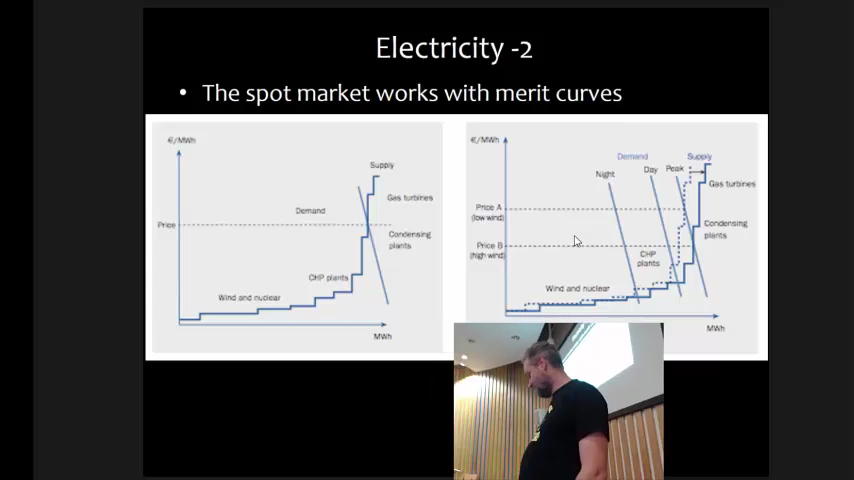 Electricity -2
• The spot market works with merit curves
€/MWh
Supply
Gas turbines
Demand
Price
Condensing
plants
CHP plants
Wind and nuclear
MWh
€/MWh
Demand
Supply
Night
Day
Peak
Gas turbines
Price A
(low wind)
Condensing
plants
Price B
(high wind)
CHP
plants
Wind and nuclear
MWh